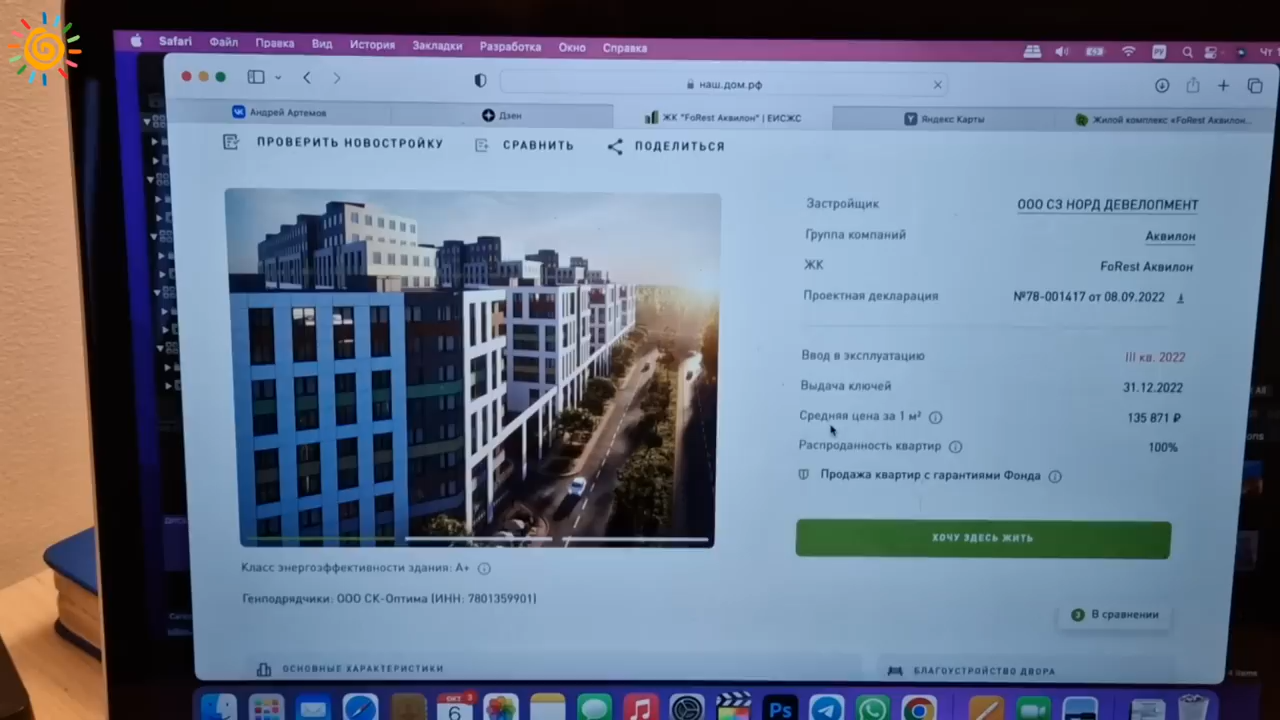 Safari Файл Правка Вид История Закладки Разработка Окно Справка
наш.дом.рф
Андрей Артемов
Дзен
ЖК "FoRest Аквилон" | ЕИСЖС
Яндекс Карты
Жилой комплекс «FoRest Аквилон...
ПРОВЕРИТЬ НОВОСТРОЙКУ
СРАВНИТЬ
ПОДЕЛИТЬСЯ
Застройщик ООО СЗ НОРД ДЕВЕЛОПМЕНТ
Группа компаний Аквилон
ЖК FoRest Аквилон
Проектная декларация №78-001417 от 08.09.2022
Ввод в эксплуатацию III кв. 2022
Выдача ключей 31.12.2022
Средняя цена за 1 м² 135 871 ₽
Распроданность квартир 100%
Продажа квартир с гарантиями Фонда
ХОЧУ ЗДЕСЬ ЖИТЬ
Класс энергоэффективности здания: A+
Генподрядчики: ООО СК-Оптима (ИНН: 7801359901)
3 В сравнении
ОСНОВНЫЕ ХАРАКТЕРИСТИКИ
БЛАГОУСТРОЙСТВО ДВОРА
ОКТ
6
Ps